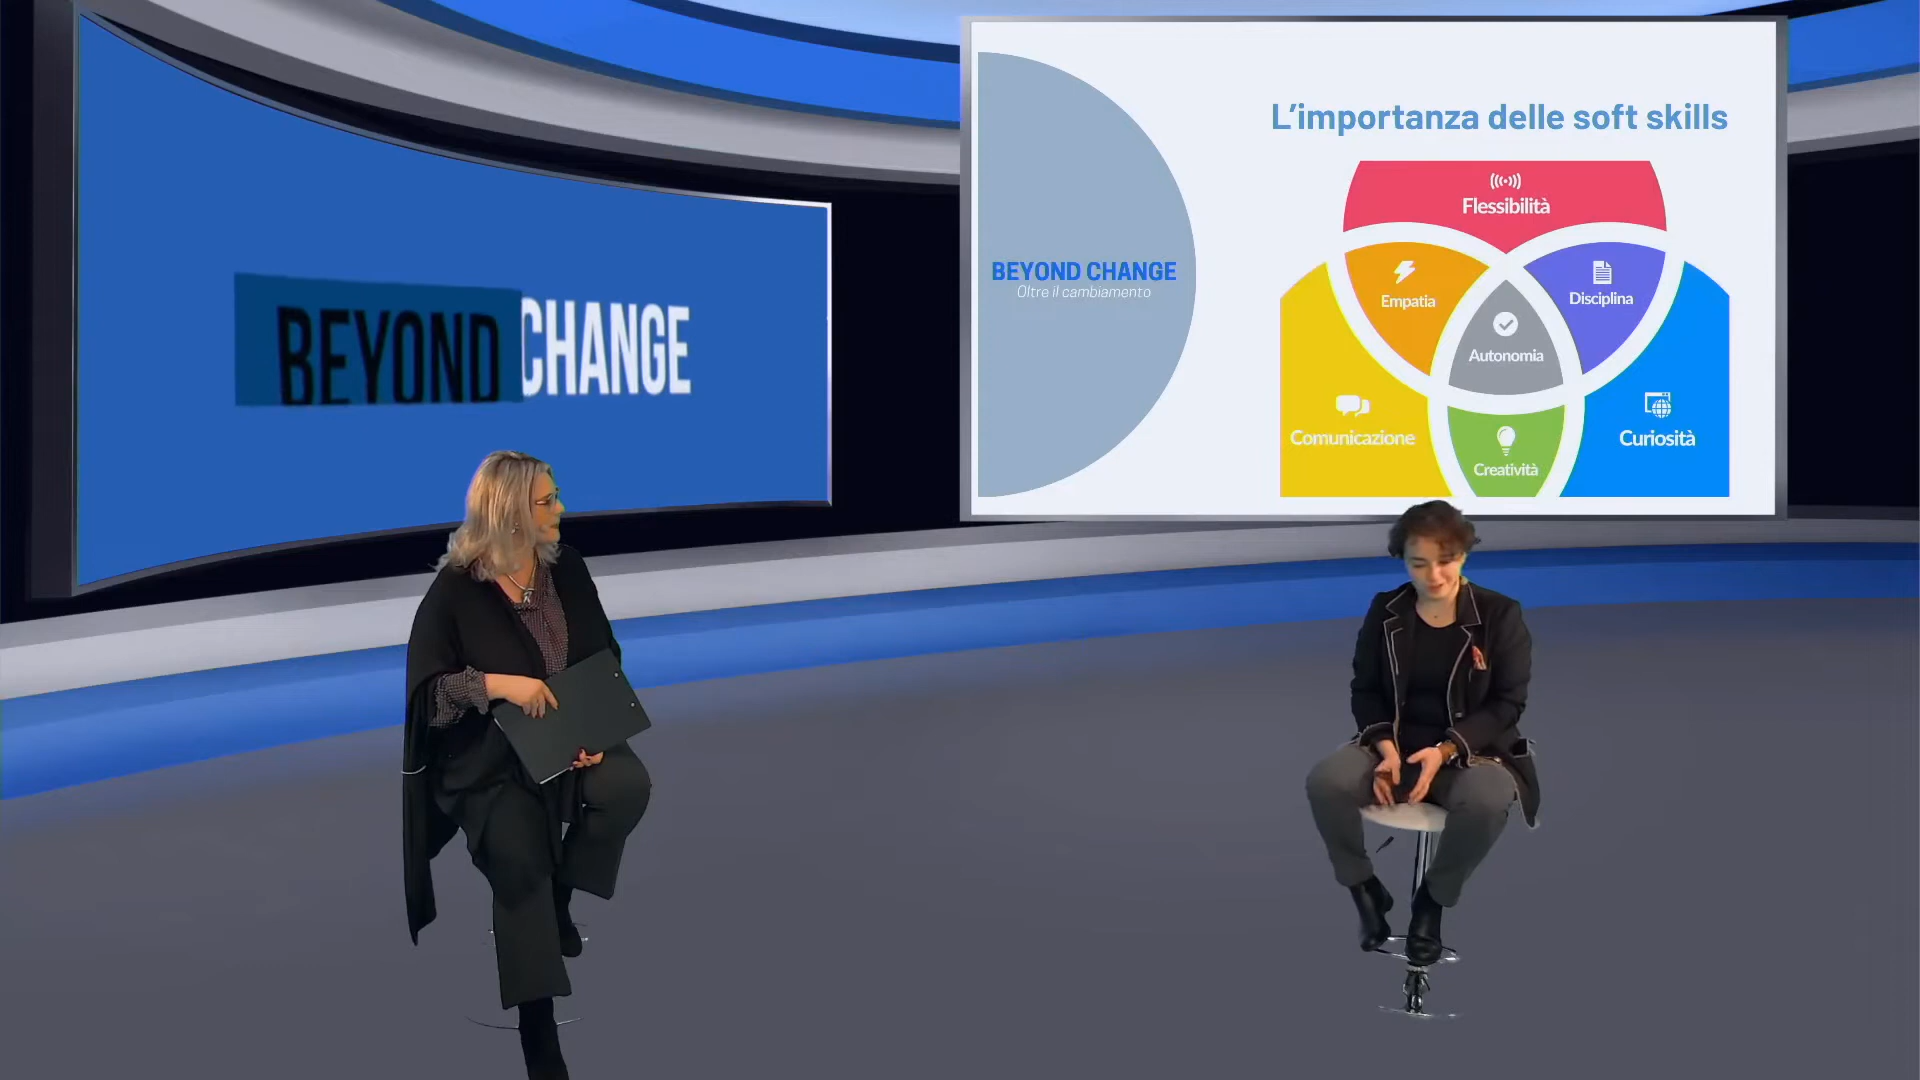 BEYOND CHANGE
L'importanza delle soft skills
BEYOND CHANGE
Oltre il cambiamento
Flessibilità
Empatia
Disciplina
Autonomia
Comunicazione
Curiosità
Creatività